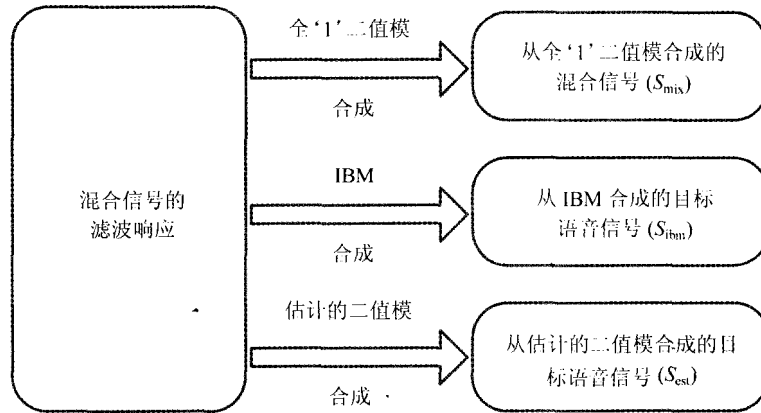 混合信号的
滤波响应
全‘1’二值模
合成
从全‘1’二值模合成的
混合信号(Smix)
IBM
合成
从 IBM 合成的目标
语音信号(Sibm)
估计的二值模
合成
从估计的二值模合成的目
标语音信号(Sest)